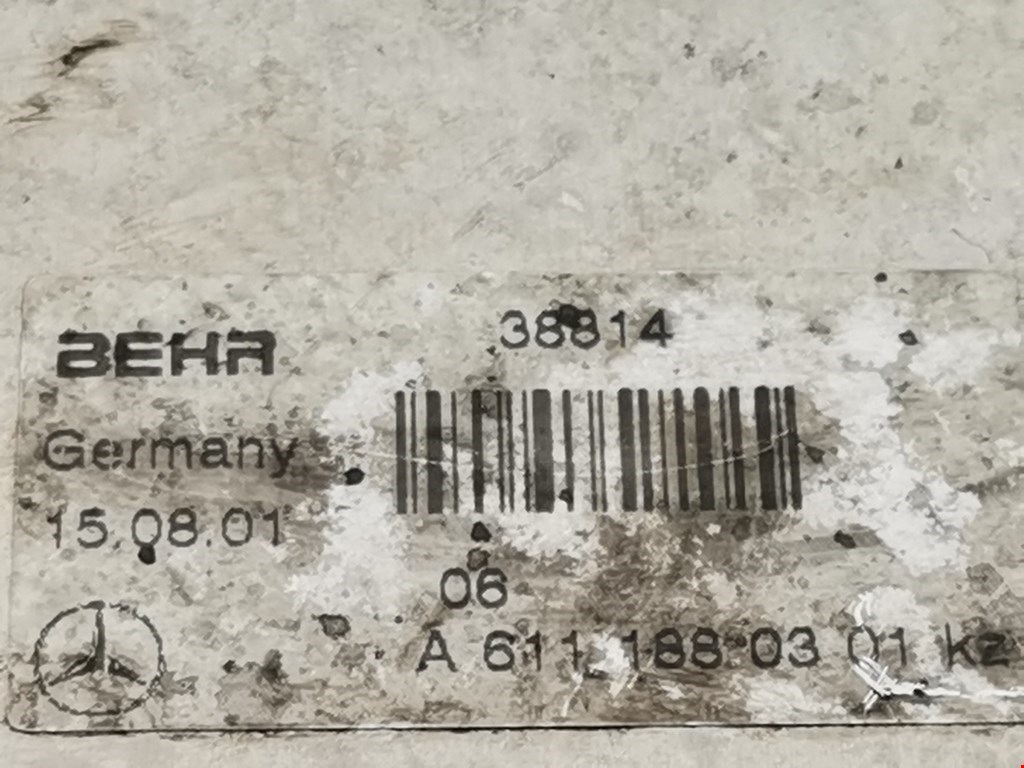 BEHR
38814
Germany
15.08.01
06
A 611 188 03 01 kz